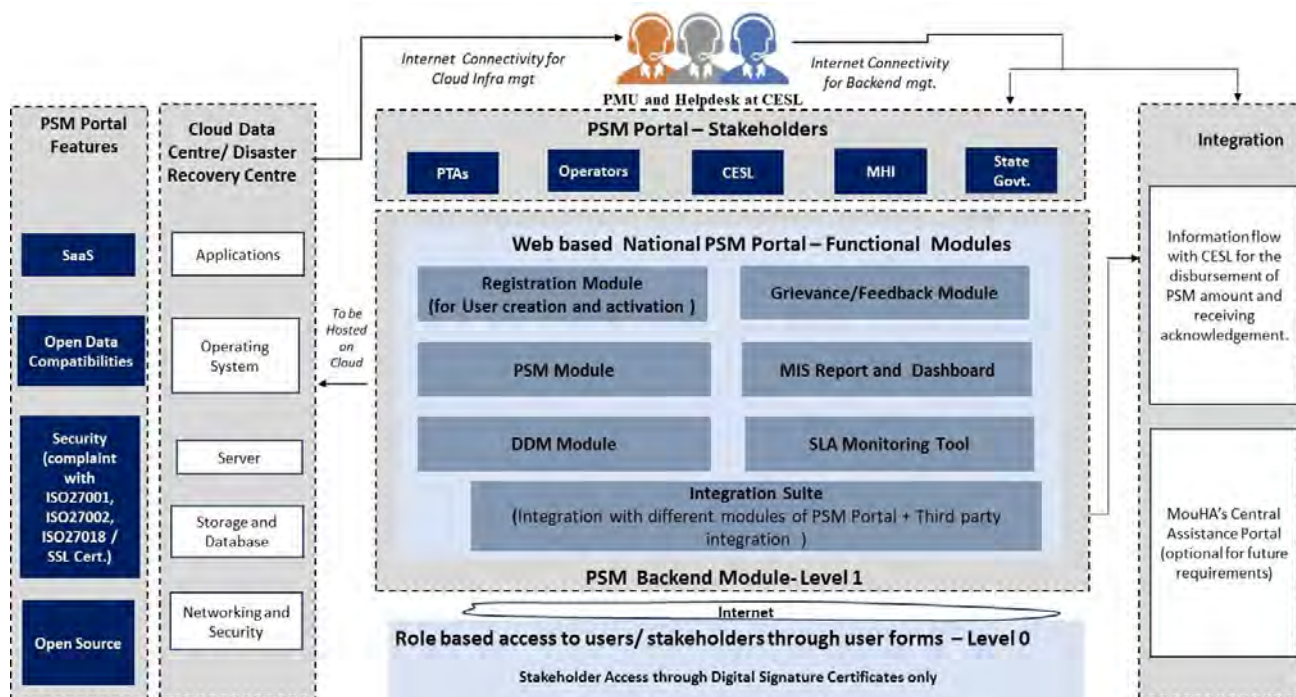 Internet Connectivity for
Cloud Infra mgt
PMU and Helpdesk at CESL
Internet Connectivity
for Backend mgt.
PSM Portal
Features
SaaS
Open Data
Compatibilities
Security
(complaint
with
ISO27001,
ISO27002,
ISO27018 /
SSL Cert.)
Open Source
Cloud Data
Centre/ Disaster
Recovery Centre
Applications
Operating
System
Server
Storage and
Database
Networking and
Security
To be
Hosted
on
Cloud
PSM Portal – Stakeholders
PTAs
Operators
CESL
MHI
State
Govt.
Web based National PSM Portal – Functional Modules
Registration Module
(for User creation and activation )
Grievance/Feedback Module
PSM Module
MIS Report and Dashboard
DDM Module
SLA Monitoring Tool
Integration Suite
(Integration with different modules of PSM Portal + Third party
integration )
PSM Backend Module- Level 1
Internet
Role based access to users/ stakeholders through user forms – Level 0
Stakeholder Access through Digital Signature Certificates only
Integration
Information flow
with CESL for the
disbursement of
PSM amount and
receiving
acknowledgement.
MouHA's Central
Assistance Portal
(optional for future
requirements)